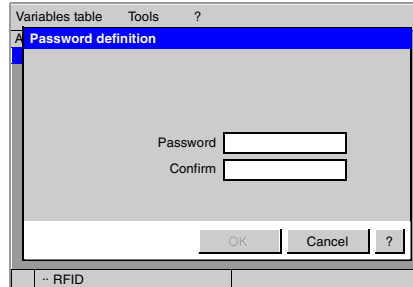 Variables table Tools ?
A
Password definition
Password
Confirm
OK Cancel ?
·· RFID